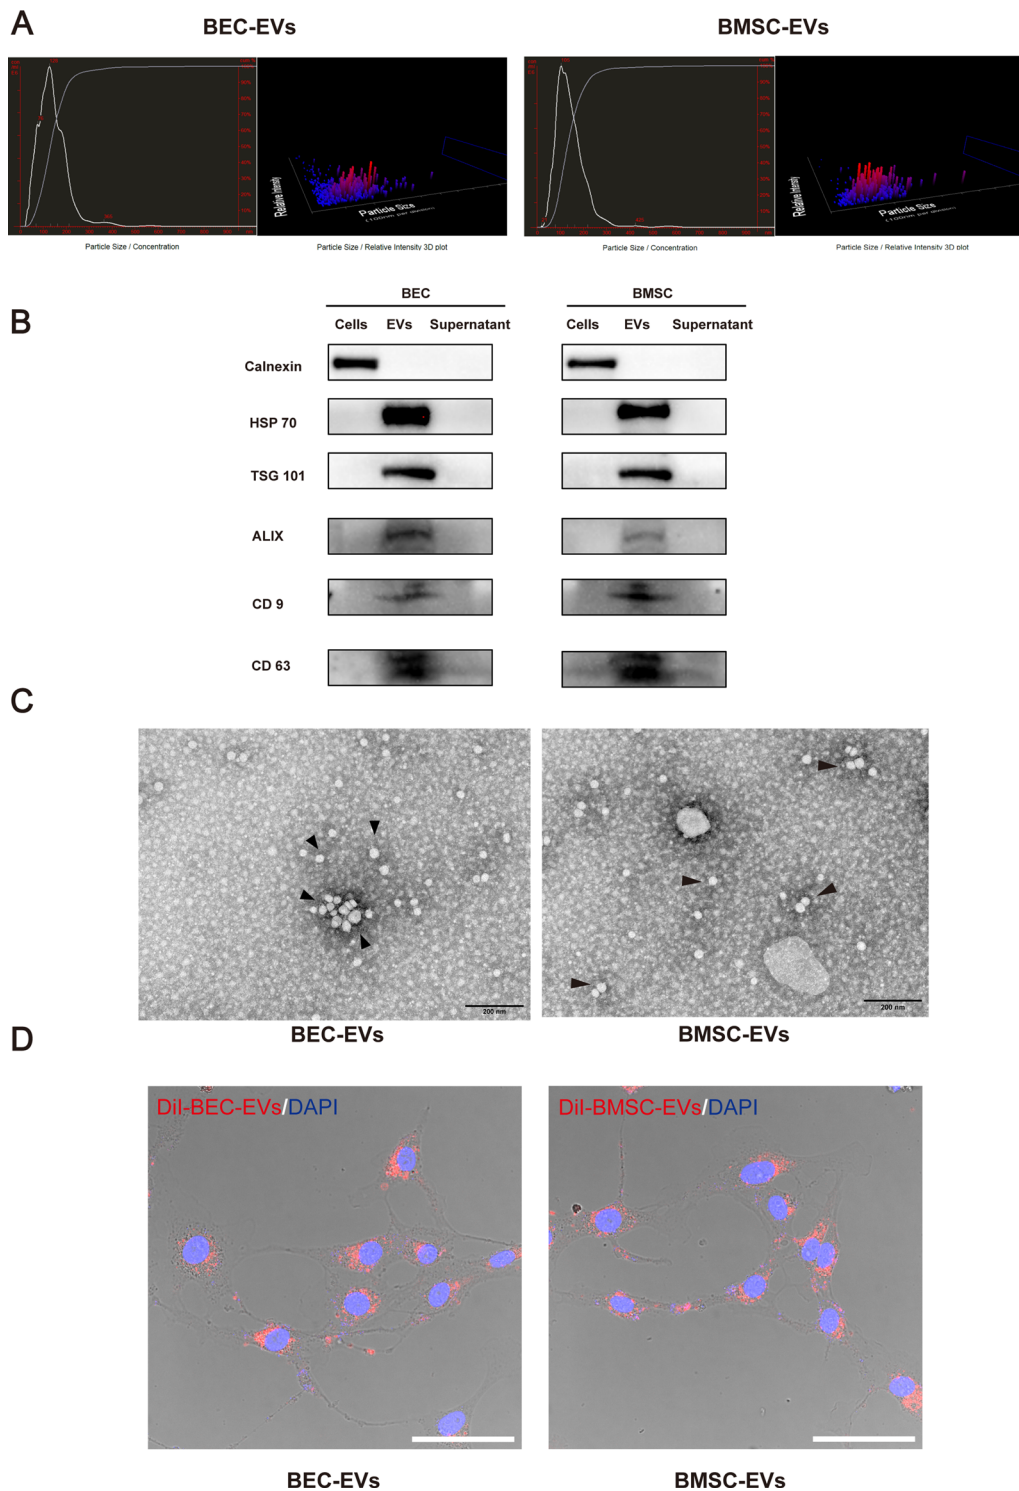 A
BEC-EVs
BMSC-EVs
Relative Intensity
Particle Size
Relative Intensity
Particle Size
Particle Size / Concentration
Particle Size / Relative Intensity 3D plot
Particle Size / Concentration
Particle Size / Relative Intensity 3D plot
B
BEC
BMSC
Cells EVs Supernatant
Cells EVs Supernatant
Calnexin
HSP 70
TSG 101
ALIX
CD 9
CD 63
C
200 nm
200 nm
BEC-EVs
BMSC-EVs
D
DiI-BEC-EVs/DAPI
DiI-BMSC-EVs/DAPI
BEC-EVs
BMSC-EVs